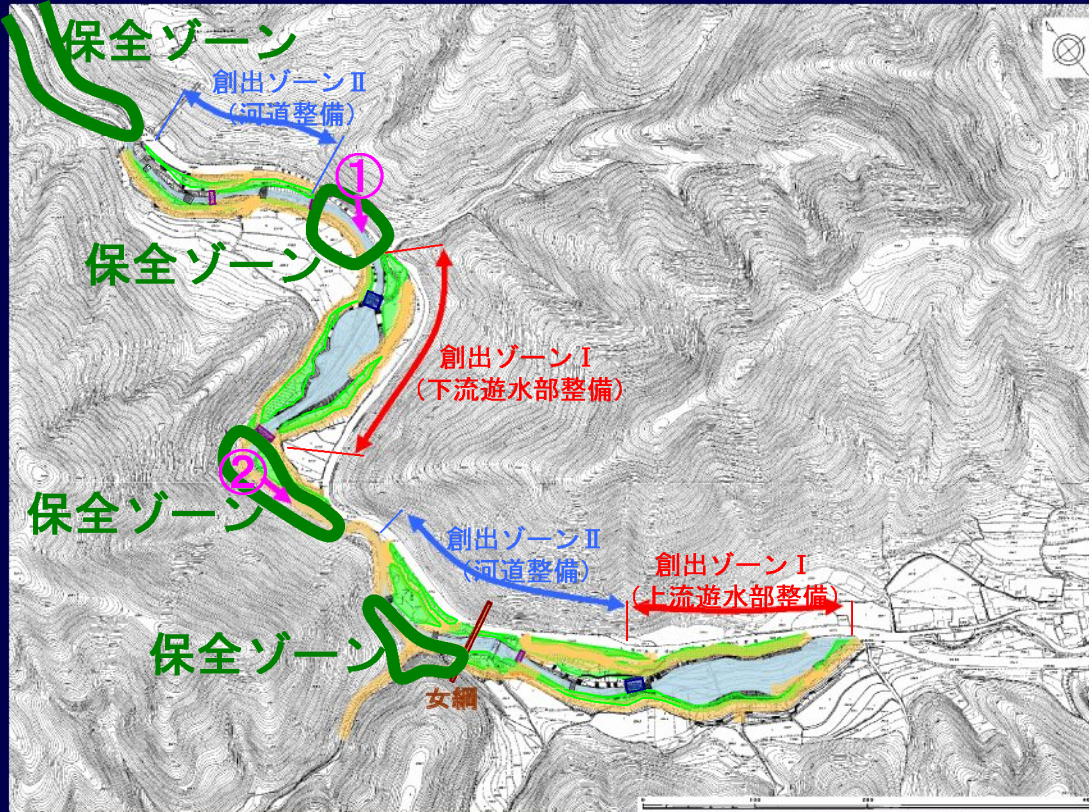 保全ゾーン
創出ゾーンⅡ
(河道整備)
①
保全ゾーン
創出ゾーンⅠ
(下流遊水部整備)
②
保全ゾーン
創出ゾーンⅡ
(河道整備)
創出ゾーンⅠ
(上流遊水部整備)
保全ゾーン
女綱